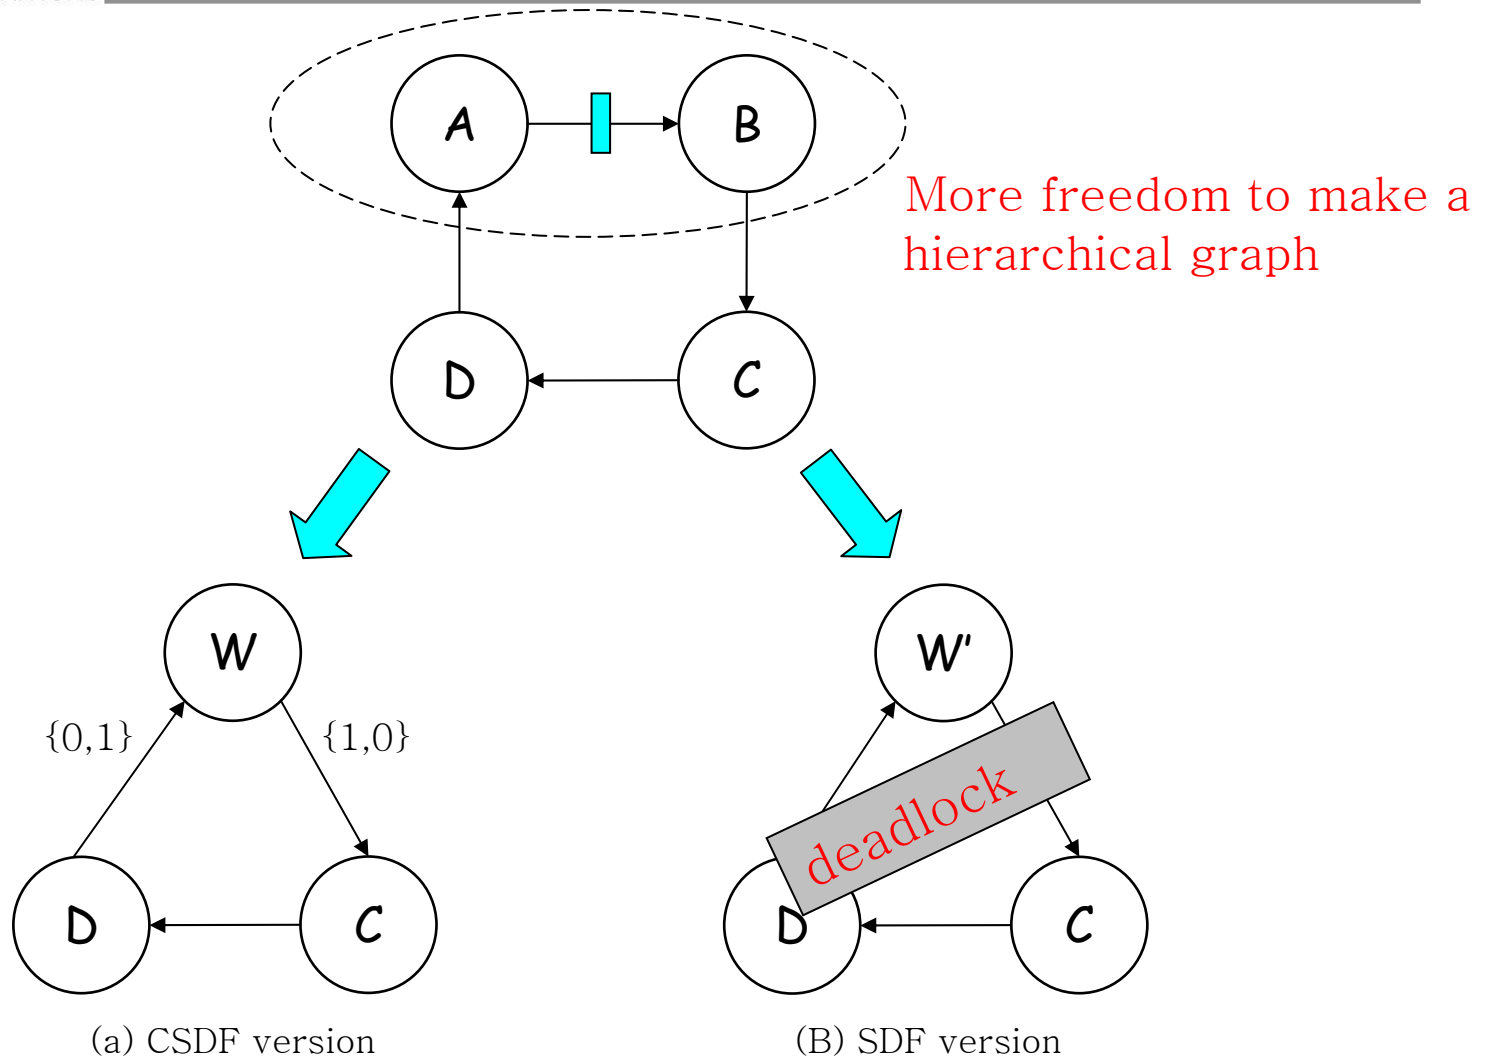 A
B
More freedom to make a
hierarchical graph
D
C
W
W'
{0,1}
{1,0}
deadlock
D
C
D
C
(a) CSDF version
(B) SDF version